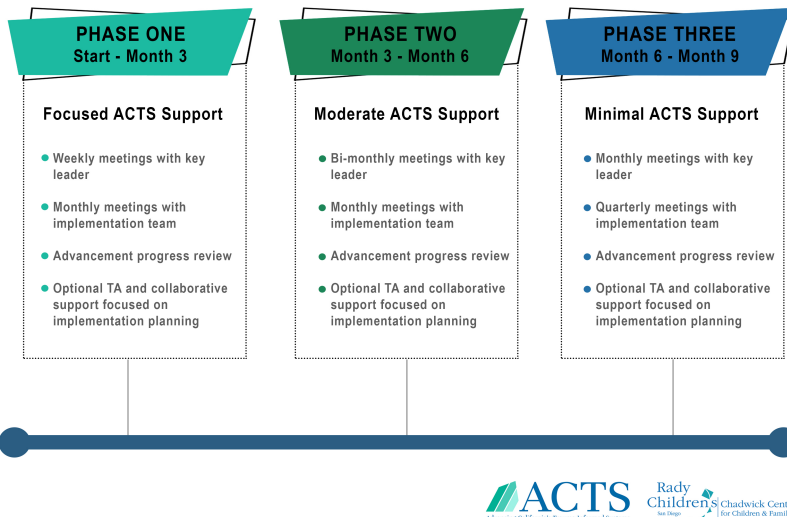 PHASE ONE
Start - Month 3
Focused ACTS Support
Weekly meetings with key
leader
Monthly meetings with
implementation team
Advancement progress review
Optional TA and collaborative
support focused on
implementation planning
PHASE TWO
Month 3 - Month 6
Moderate ACTS Support
Bi-monthly meetings with key
leader
Monthly meetings with
implementation team
Advancement progress review
Optional TA and collaborative
support focused on
implementation planning
PHASE THREE
Month 6 - Month 9
Minimal ACTS Support
Monthly meetings with key
leader
Quarterly meetings with
implementation team
Advancement progress review
Optional TA and collaborative
support focused on
implementation planning
ACTS
Rady
Children's
San Diego
Chadwick Cent
for Children & Famil